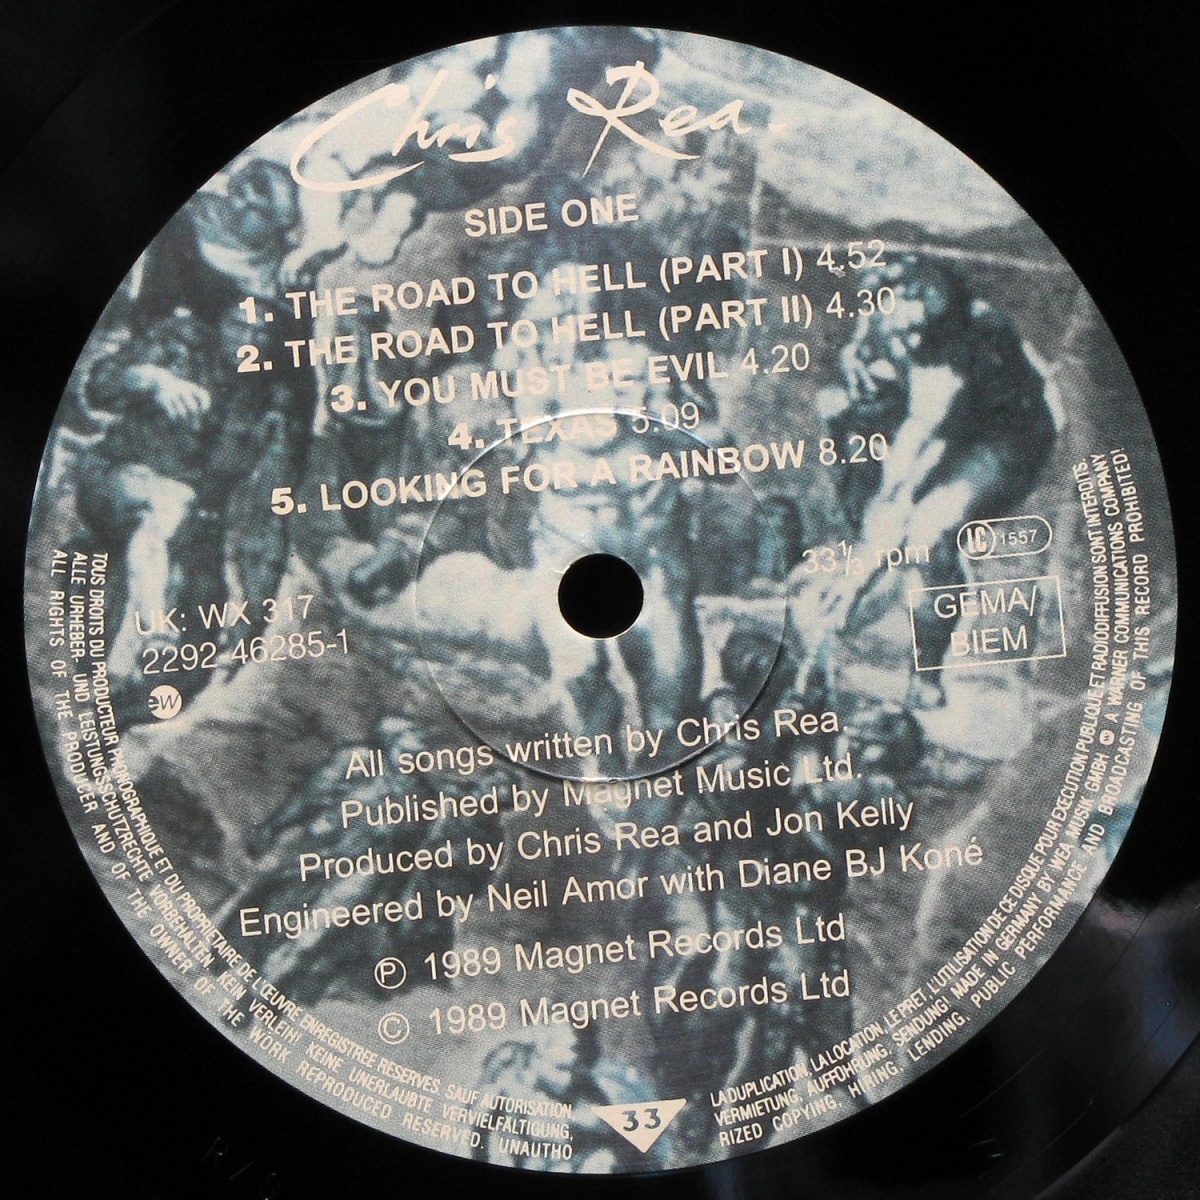 Chris Rea.
SIDE ONE
1. THE ROAD TO HELL (PART I) 4.52
2. THE ROAD TO HELL (PART II) 4.30
3. YOU MUST BE EVIL 4.20
4. TEXAS 5.09
5. LOOKING FOR A RAINBOW 8.20
33⅓ rpm
LC 1557
GEMA/
BIEM
UK: WX 317
2292-46285-1
ew
All songs written by Chris Rea.
Published by Magnet Music Ltd.
Produced by Chris Rea and Jon Kelly
Engineered by Neil Amor with Diane BJ Koné
Ⓟ 1989 Magnet Records Ltd
© 1989 Magnet Records Ltd
TOUS DROITS DU PRODUCTEUR PHONOGRAPHIQUE ET DU PROPRIETAIRE DE L'ŒUVRE ENREGISTREE RESERVES. SAUF AUTORISATION,
LA DUPLICATION, LA LOCATION, LE PRET, L'UTILISATION DE CE DISQUE POUR EXECUTION PUBLIQUE ET RADIODIFFUSION SONT INTERDITS.
ALLE URHEBER- UND LEISTUNGSSCHUTZRECHTE VORBEHALTEN. KEIN VERLEIH! KEINE UNERLAUBTE VERVIELFÄLTIGUNG,
VERMIETUNG, AUFFÜHRUNG, SENDUNG! MADE IN GERMANY BY WEA MUSIK GMBH A WARNER COMMUNICATIONS COMPANY
ALL RIGHTS OF THE PRODUCER AND OF THE OWNER OF THE WORK REPRODUCED RESERVED. UNAUTHO
RIZED COPYING, HIRING, LENDING, PUBLIC PERFORMANCE AND BROADCASTING OF THIS RECORD PROHIBITED!
33